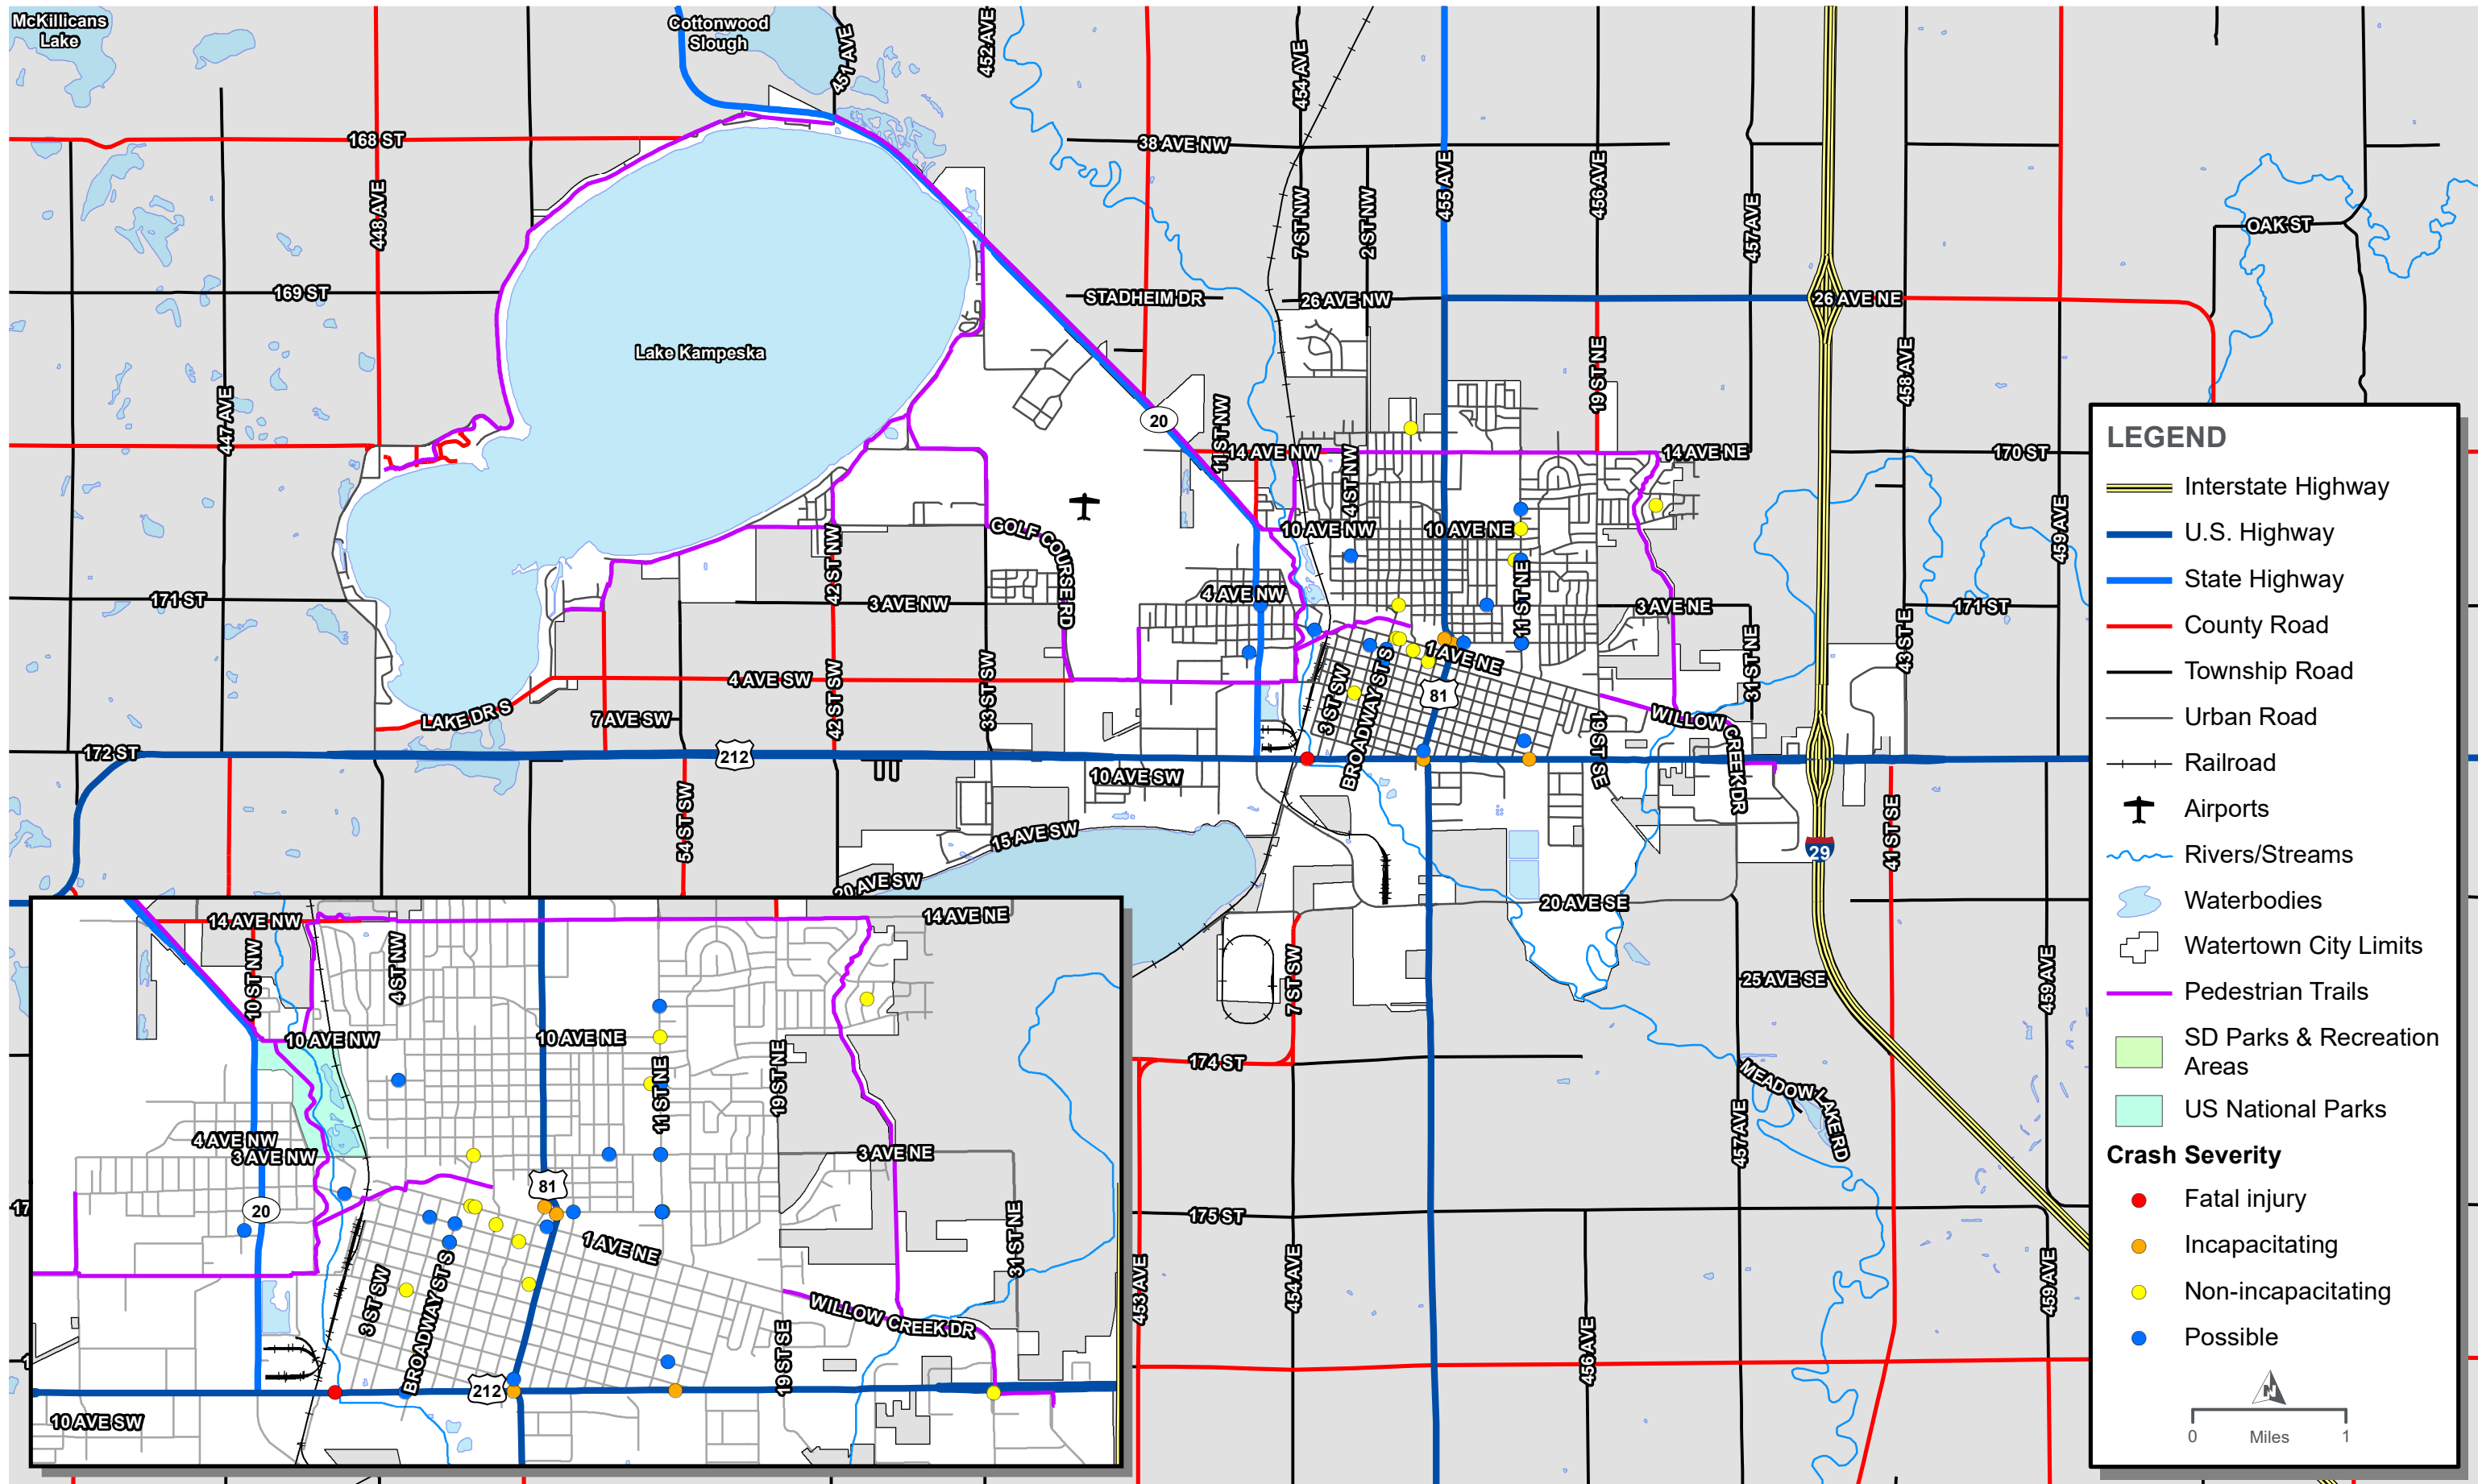 McKillicans
Lake
Cottonwood
Slough
451 AVE
452 AVE
454 AVE
168 ST
38 AVE NW
448 AVE
7 ST NW
2 ST NW
455 AVE
456 AVE
457 AVE
OAK ST
169 ST
STADHEIM DR
26 AVE NW
26 AVE NE
Lake Kampeska
447 AVE
20
11 ST NW
19 ST NE
458 AVE
14 AVE NW
4 ST NW
14 AVE NE
170 ST
GOLF COURSE RD
10 AVE NW
10 AVE NE
459 AVE
42 ST NW
171 ST
3 AVE NW
4 AVE NW
11 ST NE
3 AVE NE
171 ST
1 AVE NE
31 ST NE
43 ST E
4 AVE SW
42 ST SW
33 ST SW
3 ST SW
BROADWAY ST S
81
LAKE DR S
7 AVE SW
19 ST SE
WILLOW CREEK DR
172 ST
212
10 AVE SW
54 ST SW
15 AVE SW
29
41 ST SE
20 AVE SW
20 AVE SE
7 ST SW
25 AVE SE
459 AVE
174 ST
MEADOW LAKE RD
457 AVE
175 ST
453 AVE
454 AVE
456 AVE
459 AVE
14 AVE NW
14 AVE NE
10 ST NW
4 ST NW
10 AVE NW
10 AVE NE
11 ST NE
19 ST NE
4 AVE NW
3 AVE NW
3 AVE NE
81
20
1 AVE NE
31 ST NE
3 ST SW
BROADWAY ST S
WILLOW CREEK DR
19 ST SE
212
10 AVE SW
17
1
LEGEND
Interstate Highway
U.S. Highway
State Highway
County Road
Township Road
Urban Road
Railroad
Airports
Rivers/Streams
Waterbodies
Watertown City Limits
Pedestrian Trails
SD Parks & Recreation
Areas
US National Parks
Crash Severity
Fatal injury
Incapacitating
Non-incapacitating
Possible
N
0 Miles 1